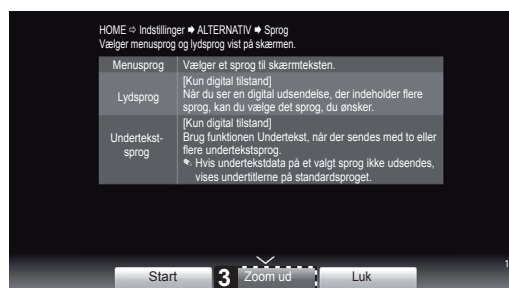 HOME ⇨ Indstillinger ➡ ALTERNATIV ➡ Sprog
Vælger menusprog og lydsprog vist på skærmen.
Menusprog Vælger et sprog til skærmteksten.
[Kun digital tilstand]
Lydsprog Når du ser en digital udsendelse, der indeholder flere
sprog, kan du vælge det sprog, du ønsker.
[Kun digital tilstand]
Undertekst- Brug funktionen Undertekst, når der sendes med to eller
sprog flere undertekstsprog.
✎ Hvis undertekstdata på et valgt sprog ikke udsendes,
vises undertitlerne på standardsproget.
1
Start 3 Zoom ud Luk